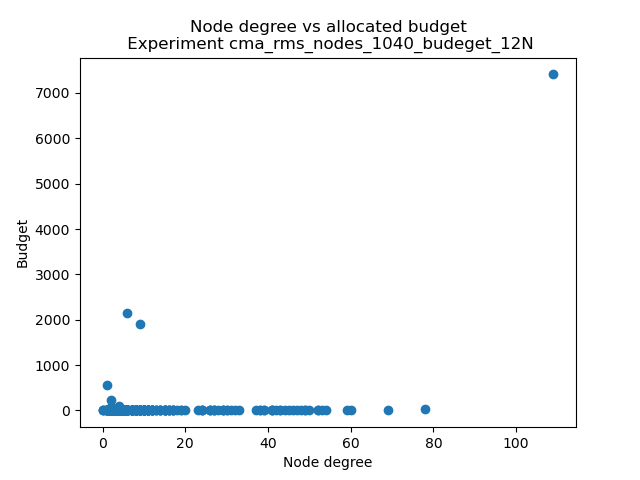 Node degree vs allocated budget
Experiment cma_rms_nodes_1040_budeget_12N
7000
6000
5000
4000
3000
2000
1000
0
Budget
0 20 40 60 80 100
Node degree